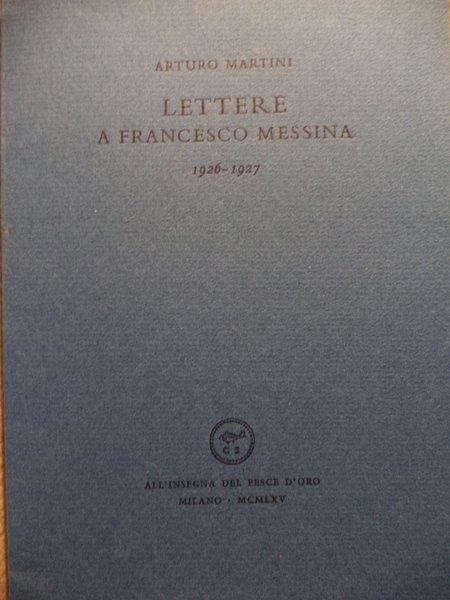 ARTURO MARTINI
LETTERE
A FRANCESCO MESSINA
1926-1927
G S
ALL'INSEGNA DEL PESCE D'ORO
MILANO · MCMLXV